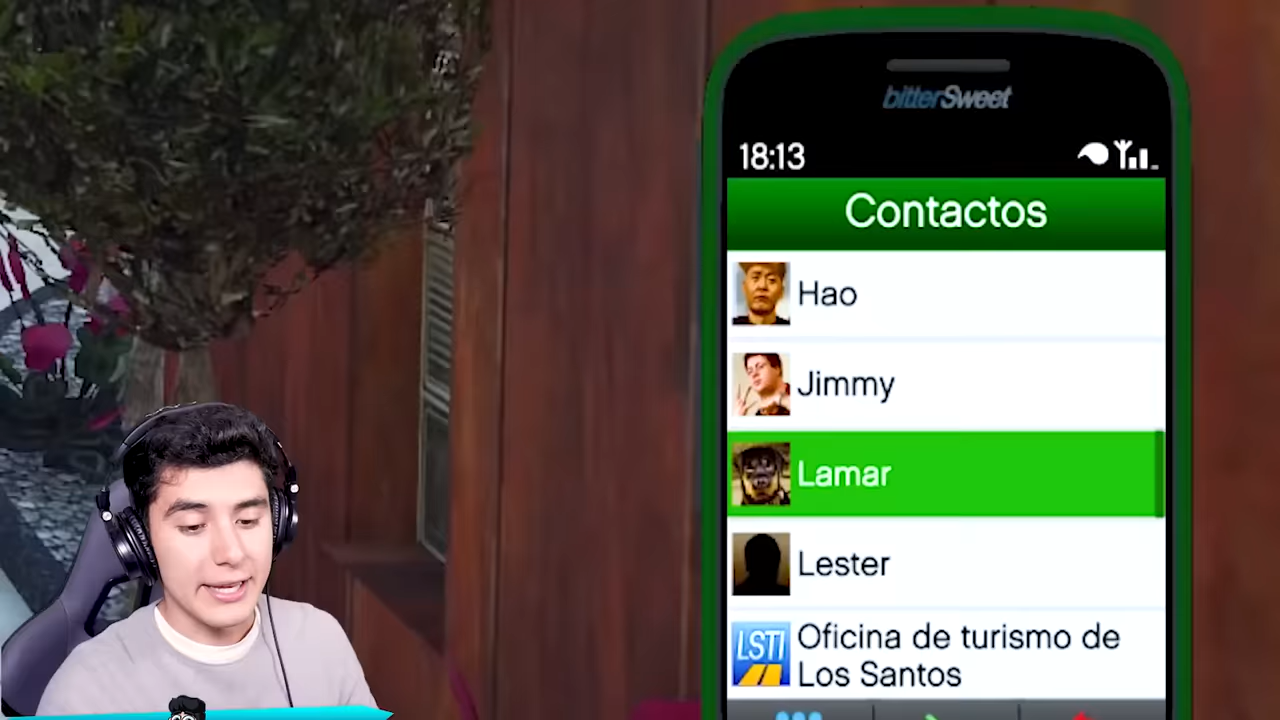 bitterSweet
18:13
Contactos
Hao
Jimmy
Lamar
Lester
LSTI
Oficina de turismo de
Los Santos